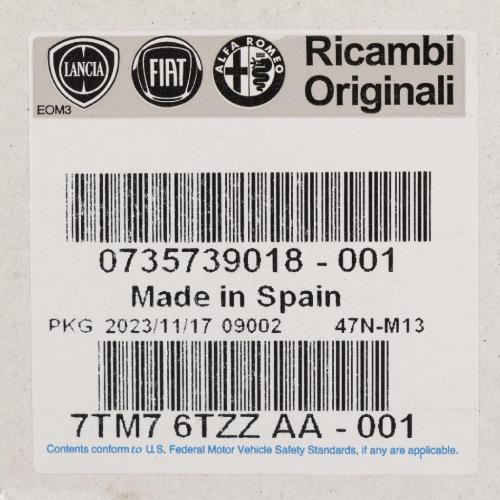 LANCIA FIAT ALFA ROMEO Ricambi
Originali
EOM3
0735739018 - 001
Made in Spain
PKG 2023/11/17 09002 47N-M13
7TM7 6TZZ AA - 001
Contents conform to U.S. Federal Motor Vehicle Safety Standards, if any are applicable.